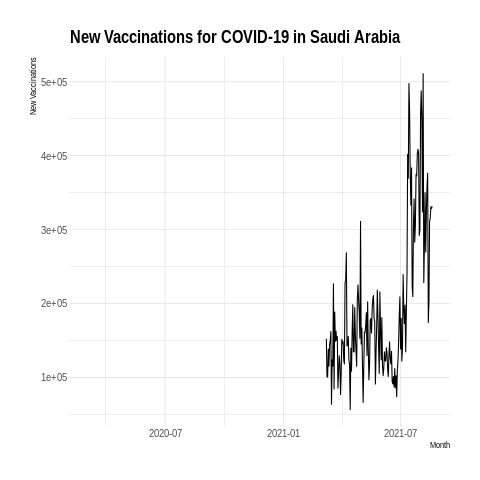 New Vaccinations for COVID-19 in Saudi Arabia
New Vaccinations
5e+05
4e+05
3e+05
2e+05
1e+05
2020-07
2021-01
2021-07
Month